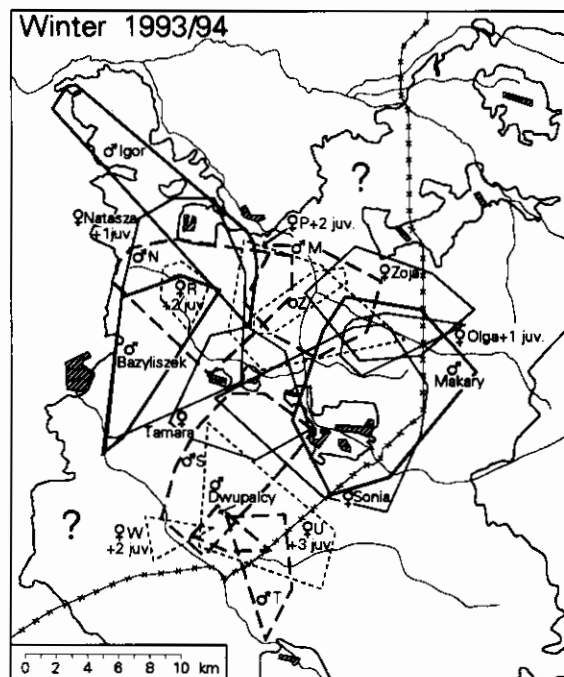 Winter 1993/94
♂Igor
?
♀Natasza
+1juv.
♀P+2 juv.
♂N
♂M
♀Zoja
♀R
+2 juv.
♂Z
♀Olga+1 juv.
♂
Bazyliszek
♂
Makary
♀
Tamara
♂S
♂
Dwupalcy
♀Sonia
?
♀W
+2 juv.
♀U
+3 juv.
♂T
0 2 4 6 8 10 km